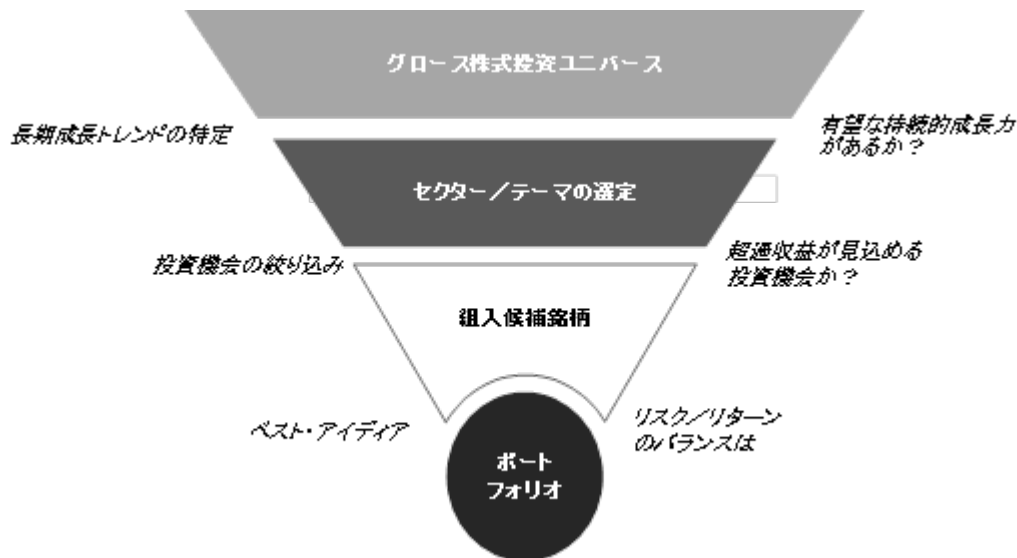 グロース株式投資ユニバース
長期成長トレンドの特定
有望な持続的成長力
があるか？
セクター／テーマの選定
投資機会の絞り込み
超過収益が見込める
投資機会か？
組入候補銘柄
ベスト・アイディア
リスク／リターン
のバランスは
ポート
フォリオ